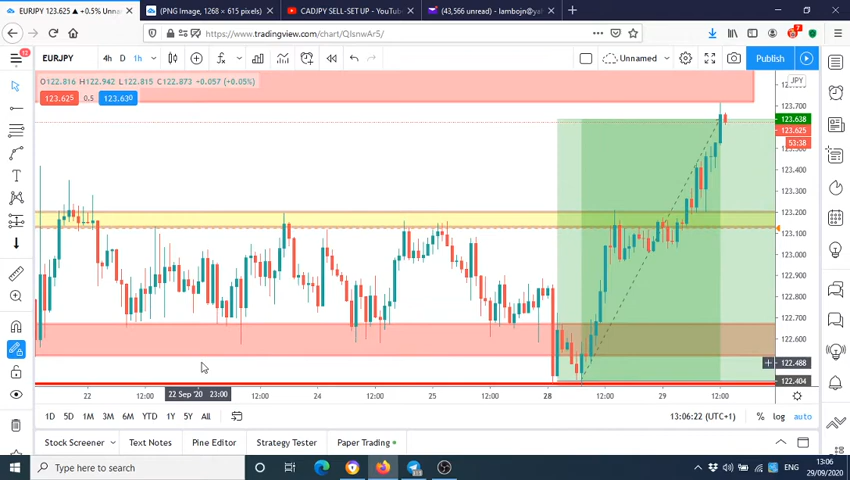 EURJPY 123.625 ▲ +0.5% Unna
(PNG Image, 1268 × 615 pixels)
CADJPY SELL-SET UP - YouTu
(43,566 unread) - lambojn@ya
https://www.tradingview.com/chart/QIsnwAr5/
EURJPY
4h D 1h
Unnamed
Publish
O122.816 H122.942 L122.815 C122.873 +0.057 (+0.05%)
JPY
123.625 0.5 123.630
123.700
123.638
123.625
53:38
123.400
123.300
123.200
123.100
123.000
122.900
122.800
122.700
122.600
122.488
122.404
22 12:00 22 Sep '20 23:00 12:00 24 12:00 25 12:00 28 12:00 29 12:00
1D 5D 1M 3M 6M YTD 1Y 5Y All
13:06:22 (UTC+1) % log auto
Stock Screener Text Notes Pine Editor Strategy Tester Paper Trading
Type here to search
ENG
13:06
29/09/2020